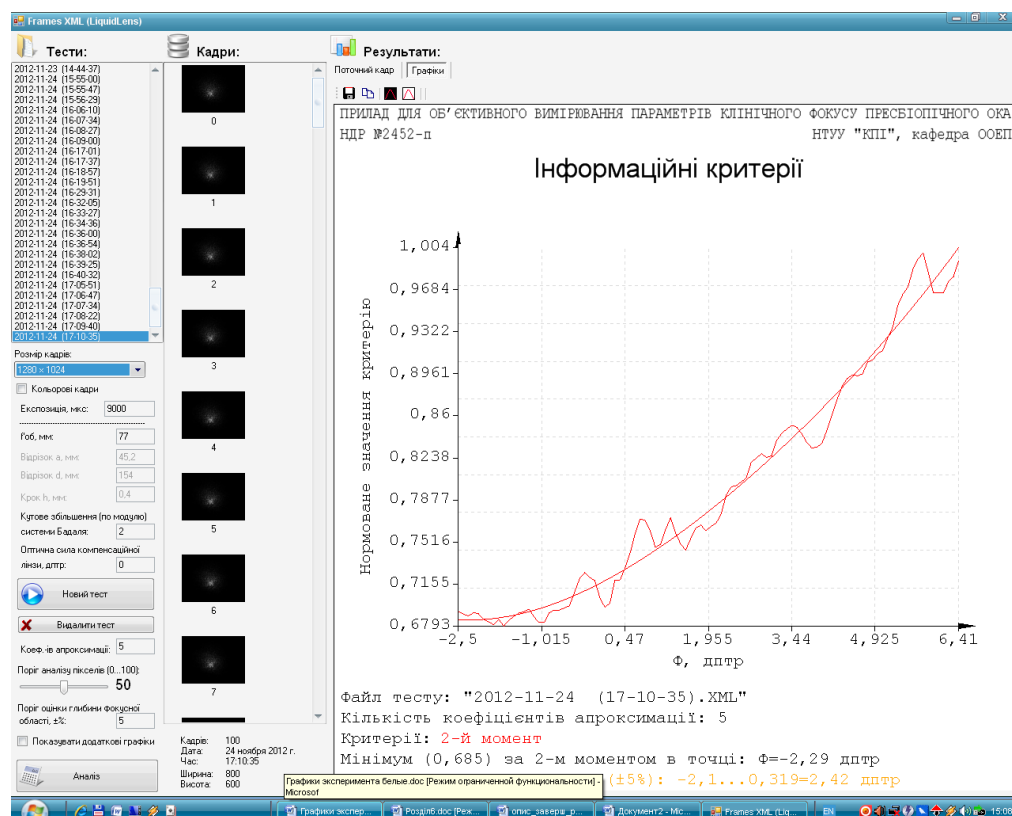 Frames XML (LiquidLens)
Тести:
Кадри:
Результати:
2012-11-23 (14-44-37)
2012-11-24 (15-55-00)
2012-11-24 (15-55-47)
2012-11-24 (15-56-29)
2012-11-24 (16-06-10)
2012-11-24 (16-07-34)
2012-11-24 (16-08-27)
2012-11-24 (16-09-00)
2012-11-24 (16-17-01)
2012-11-24 (16-17-37)
2012-11-24 (16-18-57)
2012-11-24 (16-19-51)
2012-11-24 (16-29-31)
2012-11-24 (16-32-05)
2012-11-24 (16-33-27)
2012-11-24 (16-34-36)
2012-11-24 (16-36-00)
2012-11-24 (16-36-54)
2012-11-24 (16-38-02)
2012-11-24 (16-39-25)
2012-11-24 (16-40-32)
2012-11-24 (17-05-51)
2012-11-24 (17-06-47)
2012-11-24 (17-07-34)
2012-11-24 (17-08-22)
2012-11-24 (17-09-40)
2012-11-24 (17-10-35)
Розмір кадрів:
1280 × 1024
Кольорові кадри
Експозиція, мкс: 9000
f'об, мм: 77
Відрізок a, мм: 45,2
Відрізок d, мм: 154
Крок h, мм: 0,4
Кутове збільшення (по модулю)
системи Бадаля: 2
Оптична сила компенсаційної
лінзи, дптр: 0
Новий тест
Видалити тест
Коеф.-ів апроксимації: 5
Поріг аналізу пікселів (0...100):
50
Поріг оцінки глибини фокусної
області, ±%: 5
Показувати додаткові графіки
Аналіз
0
1
2
3
4
5
6
7
Кадрів: 100
Дата: 24 ноября 2012 г.
Час: 17:10:35
Ширина: 800
Висота: 600
Поточний кадр
Графіки
ПРИЛАД ДЛЯ ОБ'ЄКТИВНОГО ВИМІРЮВАННЯ ПАРАМЕТРІВ КЛІНІЧНОГО ФОКУСУ ПРЕСБІОПІЧНОГО ОКА
НДР №2452-п
НТУУ "КПІ", кафедра ООЕП
Інформаційні критерії
Нормоване значення критерію
1,004
0,9684
0,9322
0,8961
0,86
0,8238
0,7877
0,7516
0,7155
0,6793
-2,5 -1,015 0,47 1,955 3,44 4,925 6,41
Ф, дптр
Файл тесту: "2012-11-24 (17-10-35).XML"
Кількість коефіцієнтів апроксимації: 5
Критерії: 2-й момент
Мінімум (0,685) за 2-м моментом в точці: Ф=-2,29 дптр
(±5%): -2,1...0,319=2,42 дптр
Графики эксперимента белые.doc [Режим ограниченной функциональности] -
Microsof
Графики экспер...
Розділ6.doc [Реж...
опис_заверш_р...
Документ2 - Mic...
Frames XML (Liq...
EN
15:08